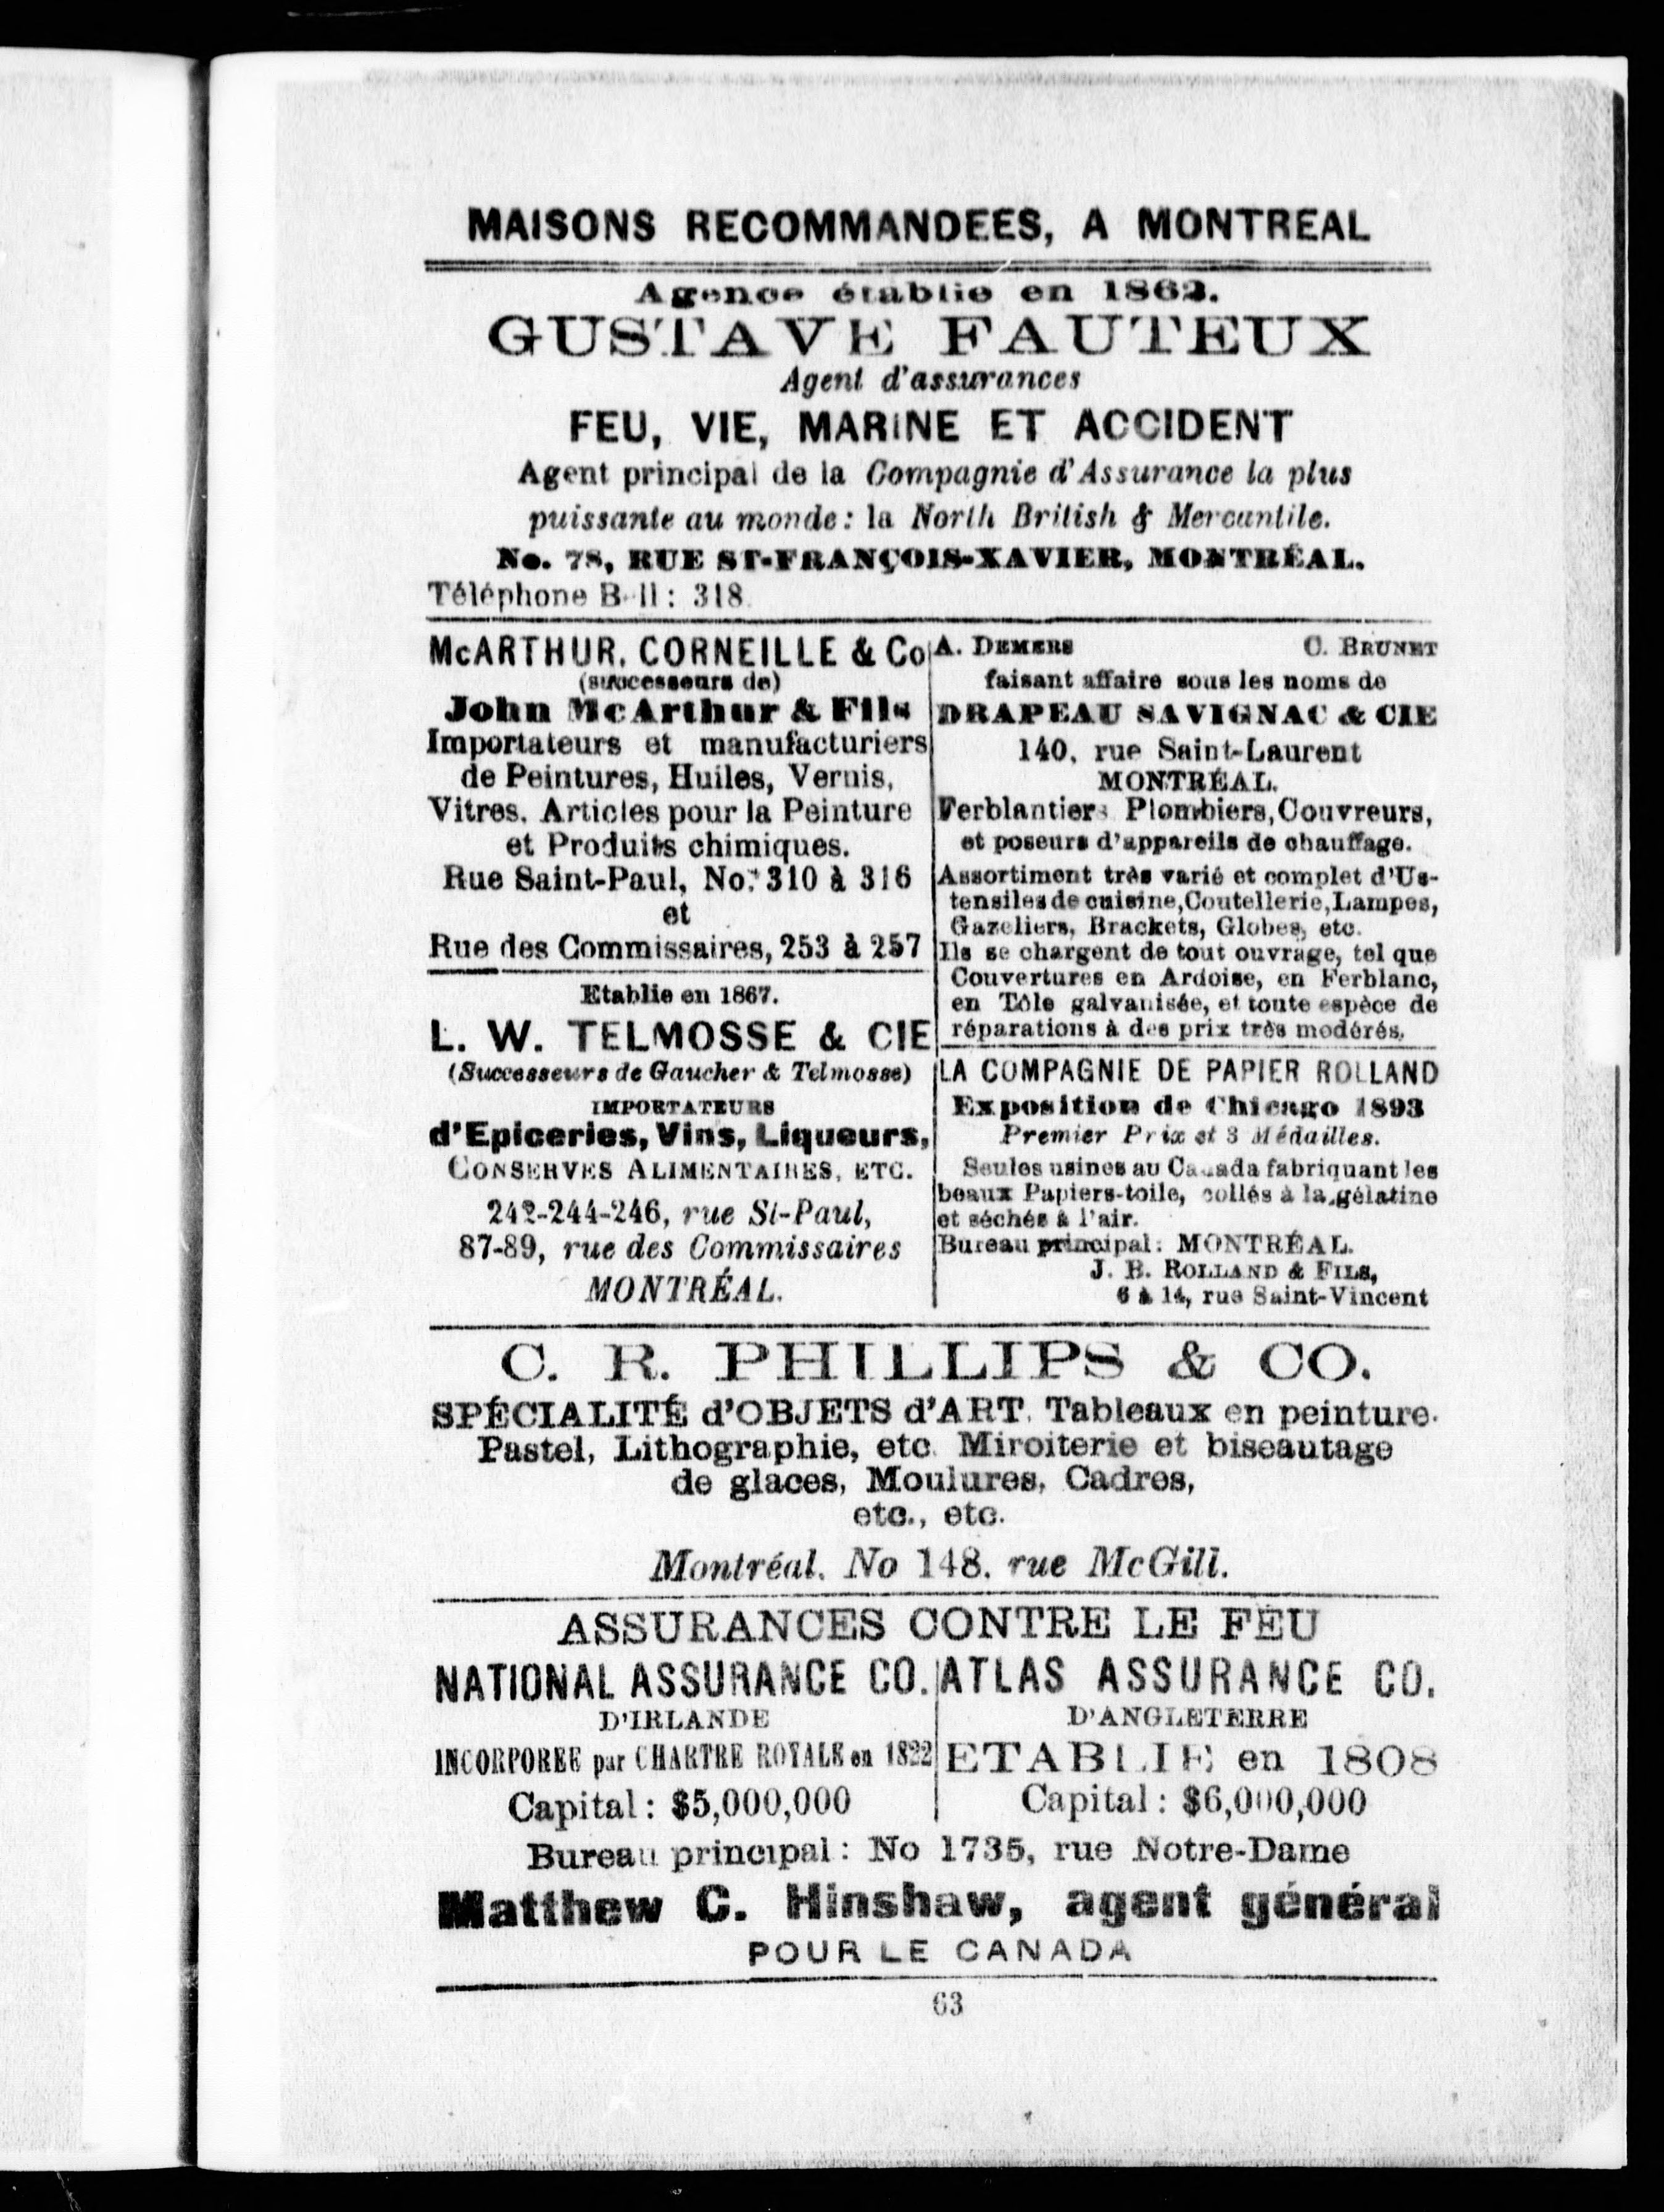 MAISONS RECOMMANDEES, A MONTREAL
Agence établie en 1862.
GUSTAVE FAUTEUX
Agent d'assurances
FEU, VIE, MARINE ET ACCIDENT
Agent principal de la Compagnie d'Assurance la plus
puissante au monde: la North British & Mercantile.
No. 78, RUE ST-FRANÇOIS-XAVIER, MONTRÉAL.
Téléphone Bell: 318
McARTHUR, CORNEILLE & Co
(successeurs de)
John McArthur & Fils
Importateurs et manufacturiers
de Peintures, Huiles, Vernis,
Vitres, Articles pour la Peinture
et Produits chimiques.
Rue Saint-Paul, No. 310 à 316
et
Rue des Commissaires, 253 à 257
Etablie en 1867.
L. W. TELMOSSE & CIE
(Successeurs de Gaucher & Telmosse)
IMPORTATEURS
d'Epiceries, Vins, Liqueurs,
CONSERVES ALIMENTAIRES, ETC.
242-244-246, rue St-Paul,
87-89, rue des Commissaires
MONTRÉAL.
A. DEMERS C. BRUNET
faisant affaire sous les noms de
DRAPEAU SAVIGNAC & CIE
140, rue Saint-Laurent
MONTRÉAL.
Ferblantiers Plombiers, Couvreurs,
et poseurs d'appareils de chauffage.
Assortiment très varié et complet d'Us-
tensiles de cuisine, Coutellerie, Lampes,
Gazeliers, Brackets, Globes, etc.
Ils se chargent de tout ouvrage, tel que
Couvertures en Ardoise, en Ferblanc,
en Tôle galvanisée, et toute espèce de
réparations à des prix très modérés.
LA COMPAGNIE DE PAPIER ROLLAND
Exposition de Chicago 1893
Premier Prix et 3 Médailles.
Seules usines au Canada fabriquant les
beaux Papiers-toile, collés à la gélatine
et séchés à l'air.
Bureau principal: MONTRÉAL.
J. B. ROLLAND & FILS,
6 à 14, rue Saint-Vincent
C. R. PHILLIPS & CO.
SPÉCIALITÉ d'OBJETS d'ART. Tableaux en peinture.
Pastel, Lithographie, etc. Miroiterie et biseautage
de glaces, Moulures, Cadres,
etc., etc.
Montréal. No 148. rue McGill.
ASSURANCES CONTRE LE FEU
NATIONAL ASSURANCE CO.
D'IRLANDE
INCORPOREE par CHARTRE ROYALE en 1822
Capital: $5,000,000
ATLAS ASSURANCE CO.
D'ANGLETERRE
ETABLIE en 1808
Capital: $6,000,000
Bureau principal: No 1735, rue Notre-Dame
Matthew C. Hinshaw, agent général
POUR LE CANADA
63